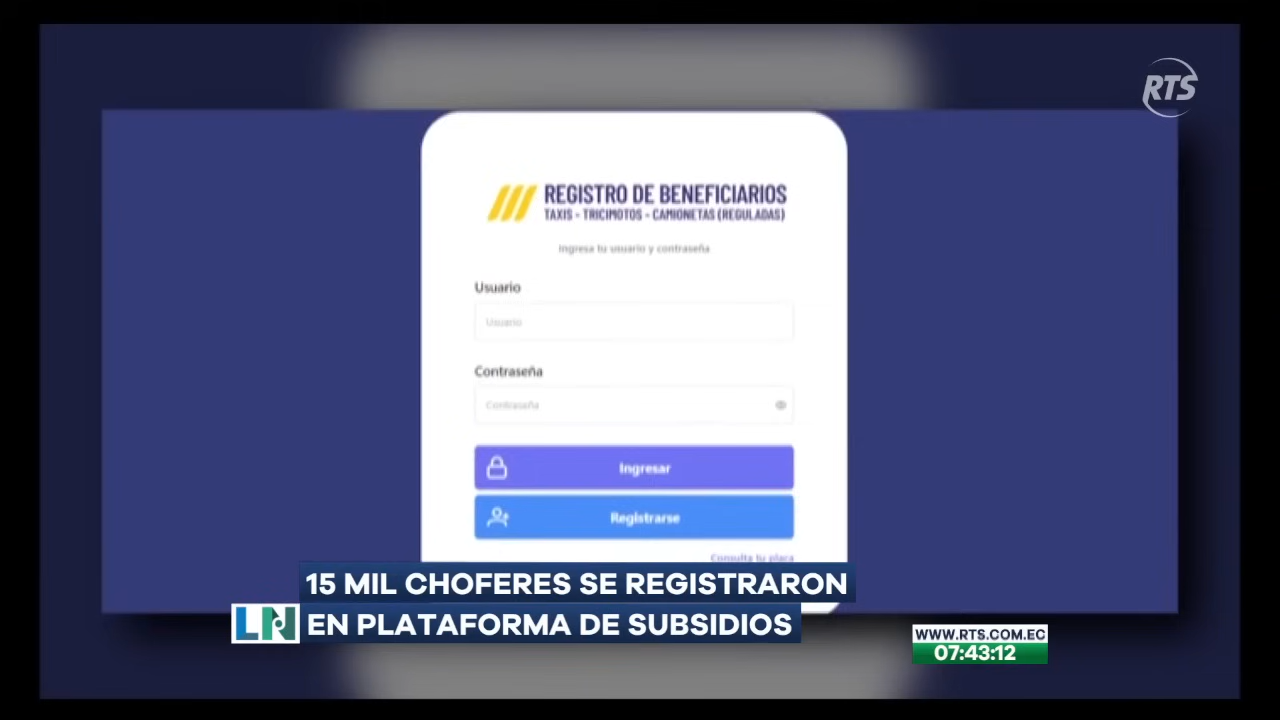 RTS
REGISTRO DE BENEFICIARIOS
TAXIS - TRICIMOTOS - CAMIONETAS (REGULADAS)
Ingresa tu usuario y contraseña
Usuario
Usuario
Contraseña
Contraseña
Ingresar
Registrarse
Consulta tu placa
15 MIL CHOFERES SE REGISTRARON
LN EN PLATAFORMA DE SUBSIDIOS
WWW.RTS.COM.EC
07:43:12